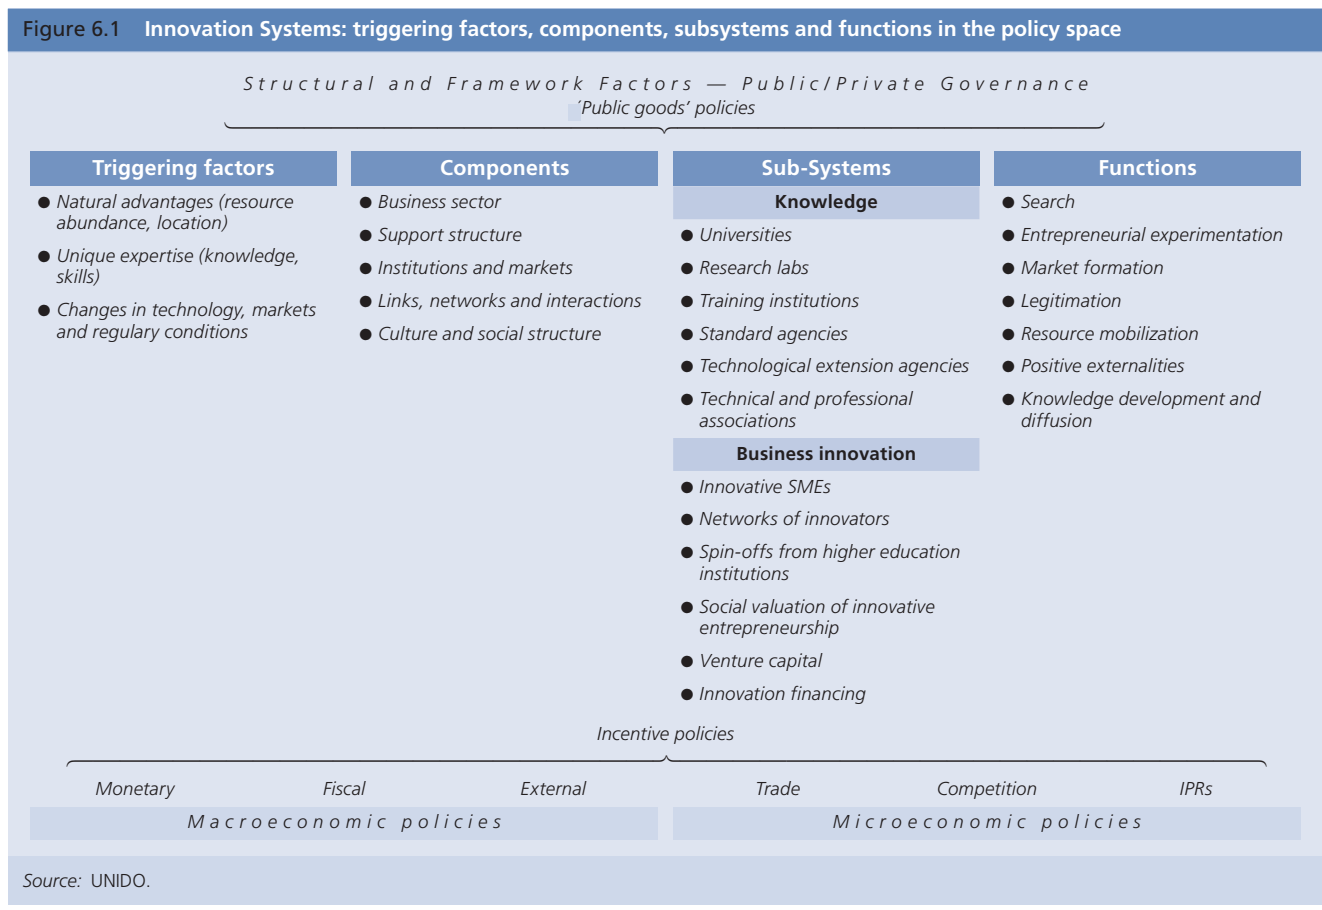 Figure 6.1 Innovation Systems: triggering factors, components, subsystems and functions in the policy space
Structural and Framework Factors — Public/Private Governance
‘Public goods’ policies
Triggering factors
● Natural advantages (resource
abundance, location)
● Unique expertise (knowledge,
skills)
● Changes in technology, markets
and regulary conditions
Components
● Business sector
● Support structure
● Institutions and markets
● Links, networks and interactions
● Culture and social structure
Sub-Systems
Knowledge
● Universities
● Research labs
● Training institutions
● Standard agencies
● Technological extension agencies
● Technical and professional
associations
Business innovation
● Innovative SMEs
● Networks of innovators
● Spin-offs from higher education
institutions
● Social valuation of innovative
entrepreneurship
● Venture capital
● Innovation financing
Functions
● Search
● Entrepreneurial experimentation
● Market formation
● Legitimation
● Resource mobilization
● Positive externalities
● Knowledge development and
diffusion
Incentive policies
Monetary Fiscal External Trade Competition IPRs
Macroeconomic policies Microeconomic policies
Source: UNIDO.